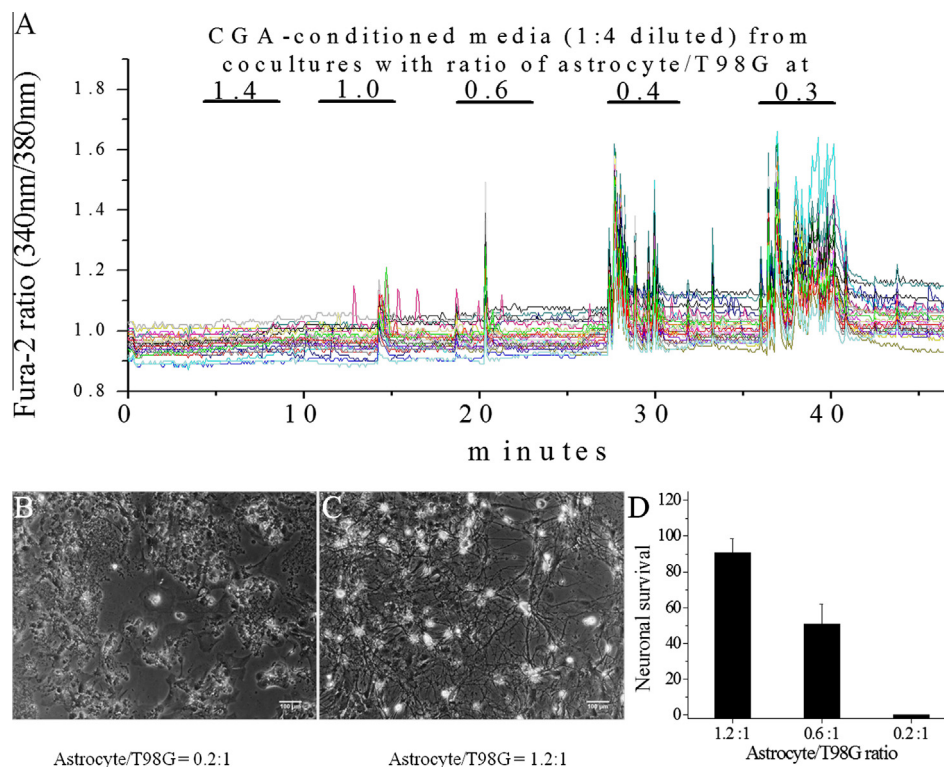 A
CGA-conditioned media (1:4 diluted) from
cocultures with ratio of astrocyte/T98G at
1.4 1.0 0.6 0.4 0.3
Fura-2 ratio (340nm/380nm)
1.8
1.6
1.4
1.2
1.0
0.8
0 10 20 30 40
minutes
B
100 µm
Astrocyte/T98G=0.2:1
C
100 µm
Astrocyte/T98G=1.2:1
D
Neuronal survival
120
100
80
60
40
20
0
1.2:1 0.6:1 0.2:1
Astrocyte/T98G ratio